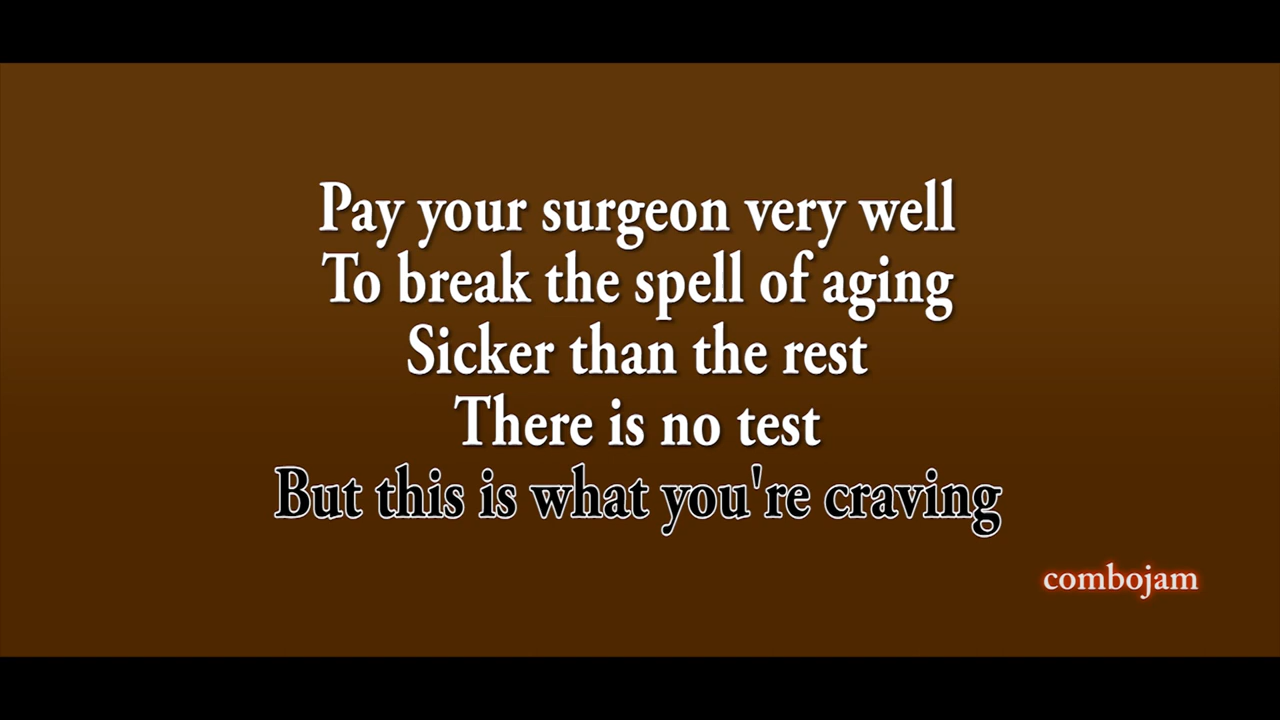 Pay your surgeon very well
To break the spell of aging
Sicker than the rest
There is no test
But this is what you're craving
combojam